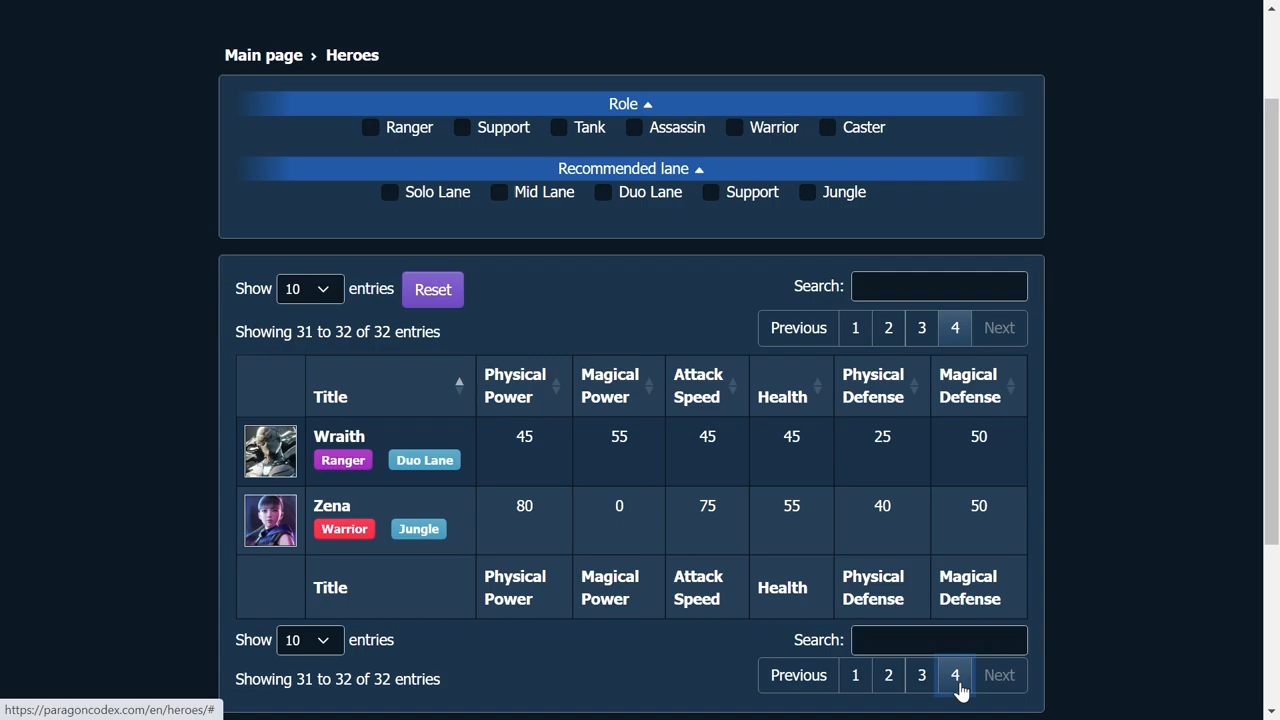 Main page › Heroes
Role
Ranger Support Tank Assassin Warrior Caster
Recommended lane
Solo Lane Mid Lane Duo Lane Support Jungle
Show 10 entries Reset Search:
Showing 31 to 32 of 32 entries Previous 1 2 3 4 Next
Title Physical Power Magical Power Attack Speed Health Physical Defense Magical Defense
Wraith 45 55 45 45 25 50
Ranger Duo Lane
Zena 80 0 75 55 40 50
Warrior Jungle
Title Physical Power Magical Power Attack Speed Health Physical Defense Magical Defense
Show 10 entries Search:
Showing 31 to 32 of 32 entries Previous 1 2 3 4 Next
https://paragoncodex.com/en/heroes/#